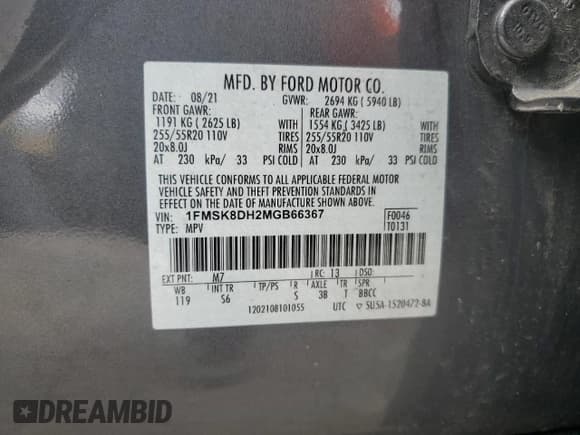 MFD. BY FORD MOTOR CO.
DATE: 08/21 GVWR: 2694 KG ( 5940 LB)
FRONT GAWR: REAR GAWR:
1191 KG ( 2625 LB) WITH 1554 KG ( 3425 LB) WITH
255/55R20 110V TIRES 255/55R20 110V TIRES
20x8.0J RIMS 20x8.0J RIMS
AT 230 kPa/ 33 PSI COLD AT 230 kPa/ 33 PSI COLD
THIS VEHICLE CONFORMS TO ALL APPLICABLE FEDERAL MOTOR
VEHICLE SAFETY AND THEFT PREVENTION STANDARDS IN
EFFECT ON THE DATE OF MANUFACTURE SHOWN ABOVE.
VIN: 1FMSK8DH2MGB66367 F0046
TYPE: MPV T0131
EXT PNT: M7 RC: 13 DSO:
WB INT TR TP/PS R AXLE TR SPR
119 S6 S 3B T BBCC
1202108101055 UTC ▽ 5U5A-1520472-BA
DREAMBID